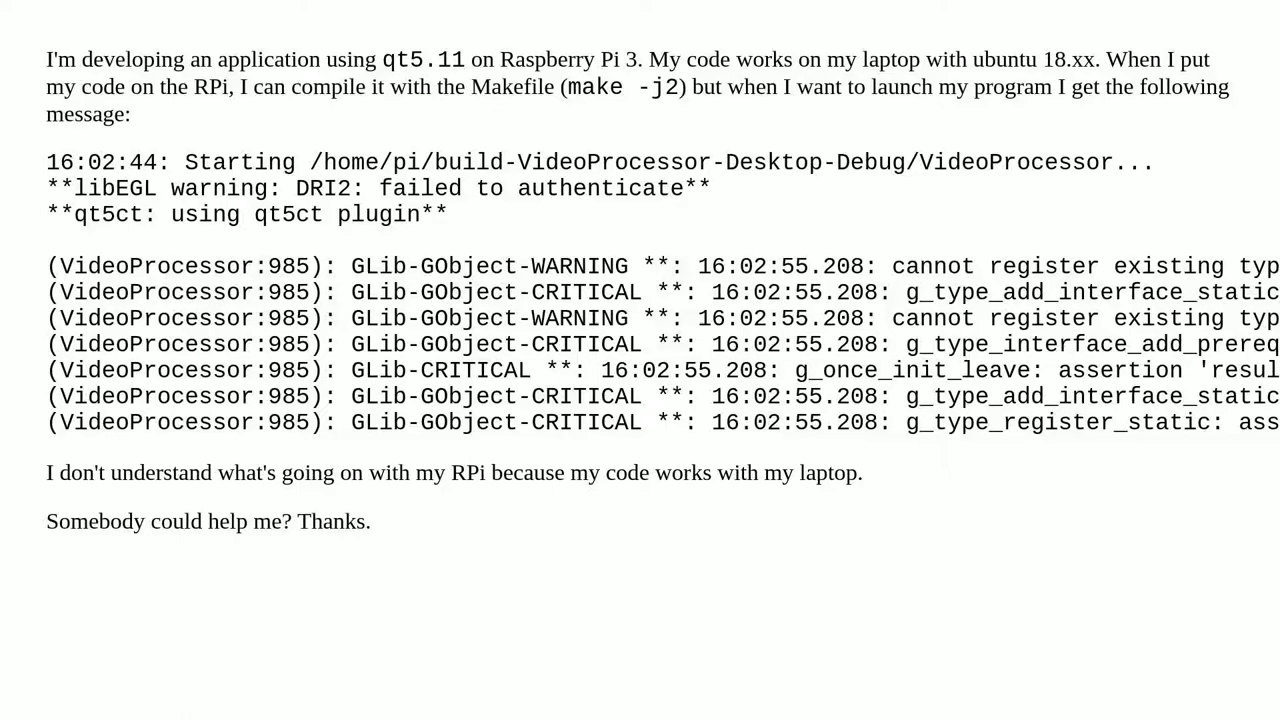 I'm developing an application using qt5.11 on Raspberry Pi 3. My code works on my laptop with ubuntu 18.xx. When I put
my code on the RPi, I can compile it with the Makefile (make -j2) but when I want to launch my program I get the following
message:
16:02:44: Starting /home/pi/build-VideoProcessor-Desktop-Debug/VideoProcessor...
**libEGL warning: DRI2: failed to authenticate**
**qt5ct: using qt5ct plugin**
(VideoProcessor:985): GLib-GObject-WARNING **: 16:02:55.208: cannot register existing typ
(VideoProcessor:985): GLib-GObject-CRITICAL **: 16:02:55.208: g_type_add_interface_static
(VideoProcessor:985): GLib-GObject-WARNING **: 16:02:55.208: cannot register existing typ
(VideoProcessor:985): GLib-GObject-CRITICAL **: 16:02:55.208: g_type_interface_add_prereq
(VideoProcessor:985): GLib-CRITICAL **: 16:02:55.208: g_once_init_leave: assertion 'resul
(VideoProcessor:985): GLib-GObject-CRITICAL **: 16:02:55.208: g_type_add_interface_static
(VideoProcessor:985): GLib-GObject-CRITICAL **: 16:02:55.208: g_type_register_static: ass
I don't understand what's going on with my RPi because my code works with my laptop.
Somebody could help me? Thanks.